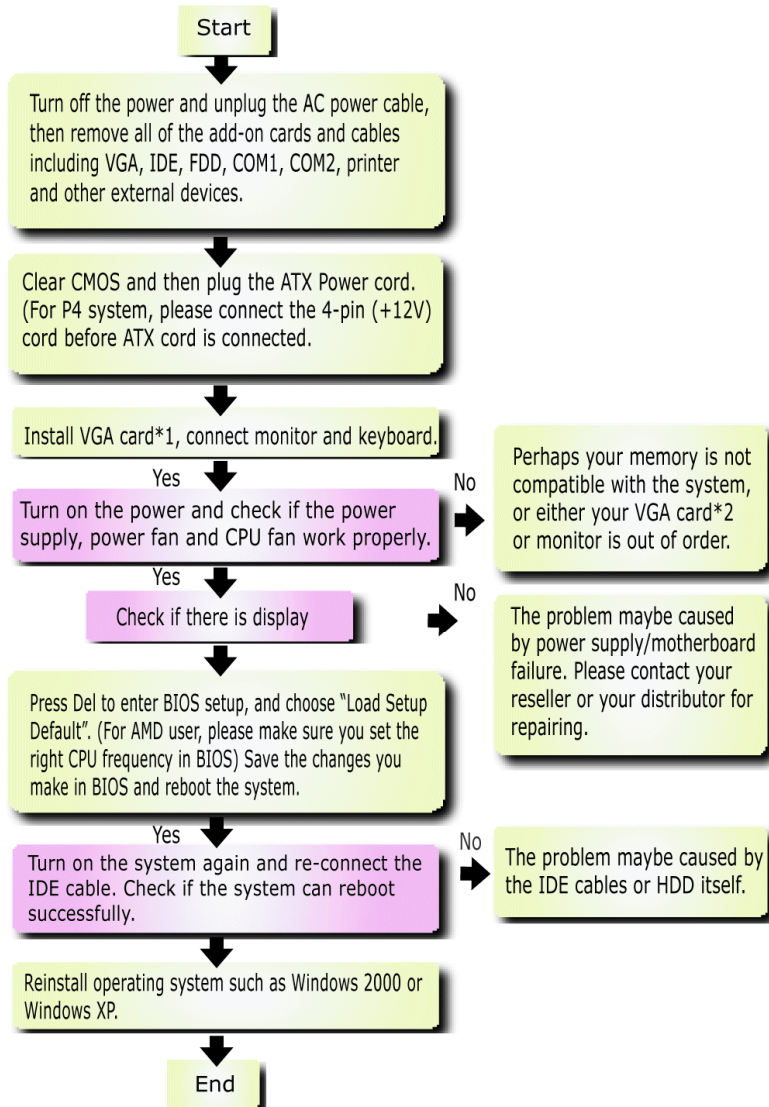 Start
Turn off the power and unplug the AC power cable,
then remove all of the add-on cards and cables
including VGA, IDE, FDD, COM1, COM2, printer
and other external devices.
Clear CMOS and then plug the ATX Power cord.
(For P4 system, please connect the 4-pin (+12V)
cord before ATX cord is connected.
Install VGA card*1, connect monitor and keyboard.
Yes
Turn on the power and check if the power
supply, power fan and CPU fan work properly.
No
Perhaps your memory is not
compatible with the system,
or either your VGA card*2
or monitor is out of order.
Yes
Check if there is display
No
The problem maybe caused
by power supply/motherboard
failure. Please contact your
reseller or your distributor for
repairing.
Press Del to enter BIOS setup, and choose “Load Setup
Default”. (For AMD user, please make sure you set the
right CPU frequency in BIOS) Save the changes you
make in BIOS and reboot the system.
Yes
Turn on the system again and re-connect the
IDE cable. Check if the system can reboot
successfully.
No
The problem maybe caused by
the IDE cables or HDD itself.
Reinstall operating system such as Windows 2000 or
Windows XP.
End